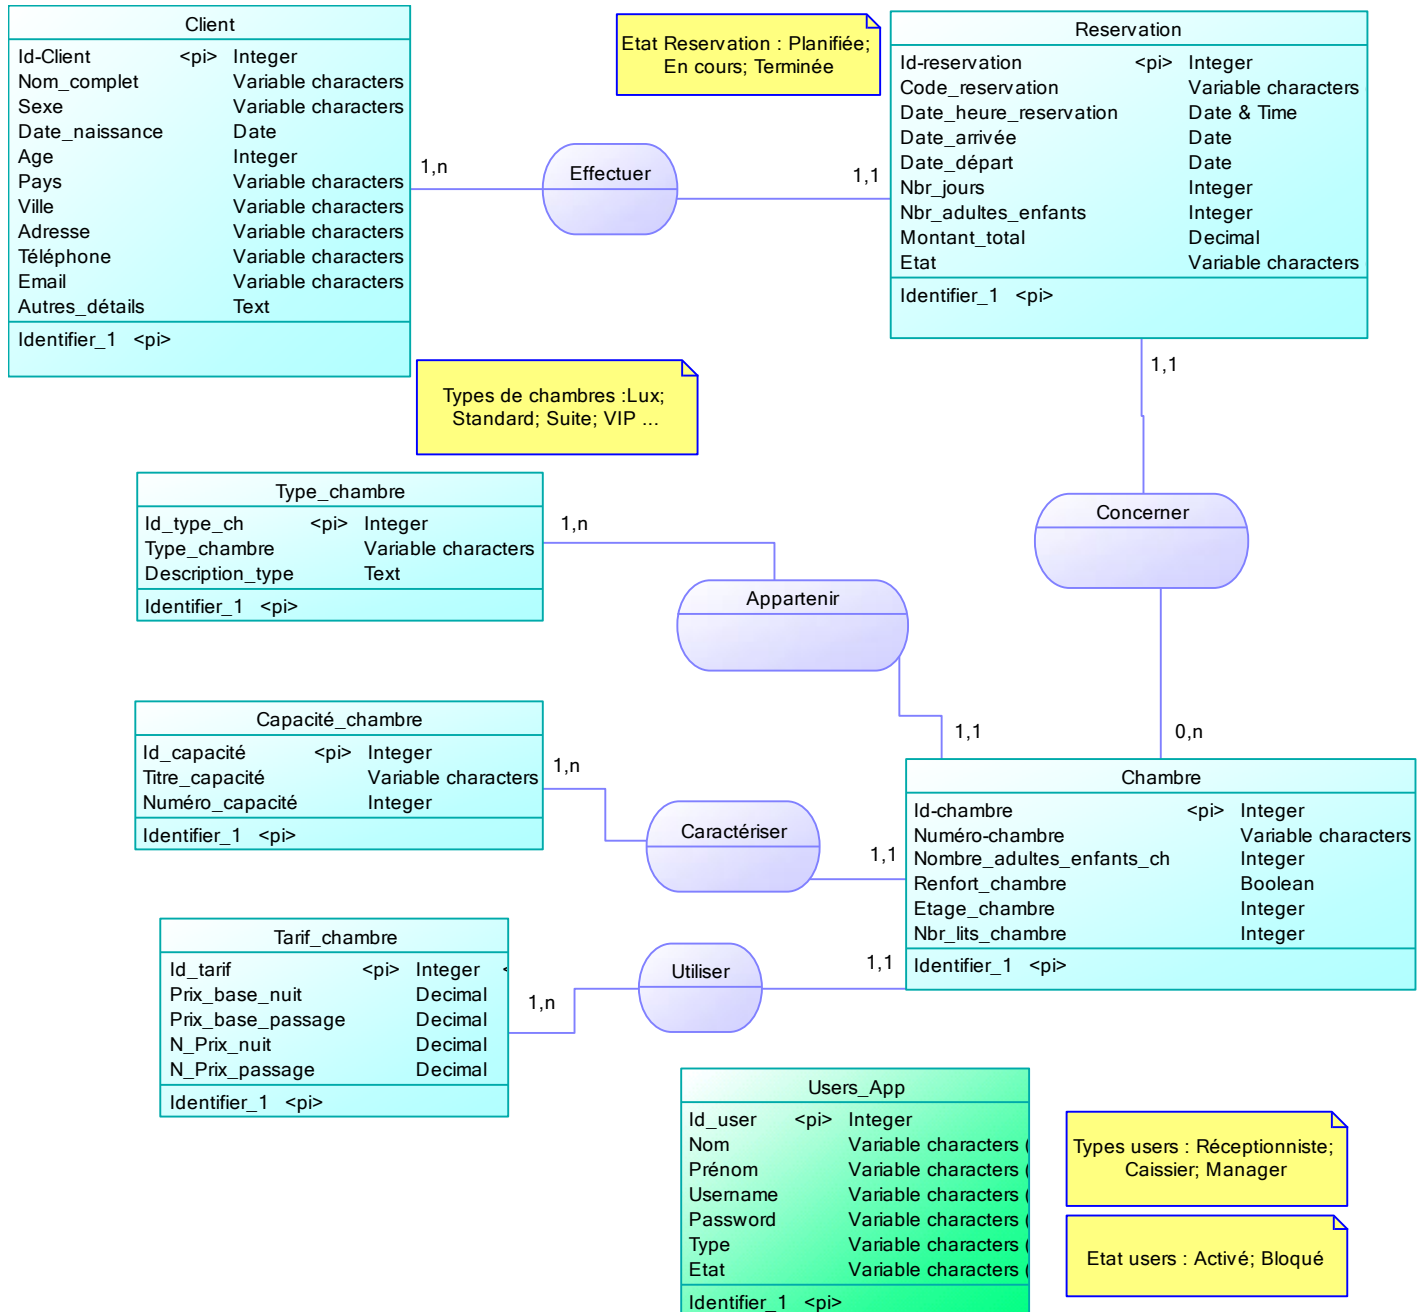 Client
Id-Client <pi> Integer
Nom_complet Variable characters
Sexe Variable characters
Date_naissance Date
Age Integer
Pays Variable characters
Ville Variable characters
Adresse Variable characters
Téléphone Variable characters
Email Variable characters
Autres_détails Text
Identifier_1 <pi>
Etat Reservation : Planifiée;
En cours; Terminée
Reservation
Id-reservation <pi> Integer
Code_reservation Variable characters
Date_heure_reservation Date & Time
Date_arrivée Date
Date_départ Date
Nbr_jours Integer
Nbr_adultes_enfants Integer
Montant_total Decimal
Etat Variable characters
Identifier_1 <pi>
1,n
Effectuer
1,1
1,1
Types de chambres :Lux;
Standard; Suite; VIP ...
Type_chambre
Id_type_ch <pi> Integer
Type_chambre Variable characters
Description_type Text
Identifier_1 <pi>
1,n
Concerner
Appartenir
1,1
0,n
Capacité_chambre
Id_capacité <pi> Integer
Titre_capacité Variable characters
Numéro_capacité Integer
Identifier_1 <pi>
1,n
Caractériser
1,1
Chambre
Id-chambre <pi> Integer
Numéro-chambre Variable characters
Nombre_adultes_enfants_ch Integer
Renfort_chambre Boolean
Etage_chambre Integer
Nbr_lits_chambre Integer
Identifier_1 <pi>
Tarif_chambre
Id_tarif <pi> Integer <
Prix_base_nuit Decimal
Prix_base_passage Decimal
N_Prix_nuit Decimal
N_Prix_passage Decimal
Identifier_1 <pi>
1,n
Utiliser
1,1
Users_App
Id_user <pi> Integer
Nom Variable characters (
Prénom Variable characters (
Username Variable characters (
Password Variable characters (
Type Variable characters (
Etat Variable characters (
Identifier_1 <pi>
Types users : Réceptionniste;
Caissier; Manager
Etat users : Activé; Bloqué